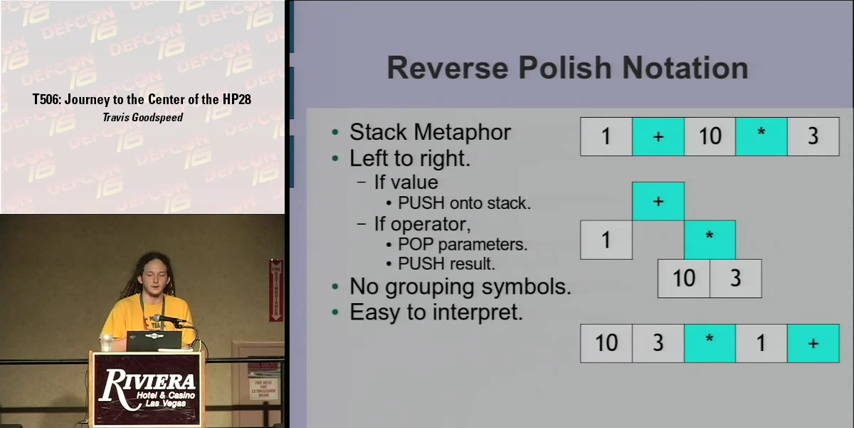 DEFCON 16
T506: Journey to the Center of the HP28
Travis Goodspeed
RIVIERA
Hotel & Casino
Las Vegas
Reverse Polish Notation
• Stack Metaphor
• Left to right.
– If value
• PUSH onto stack.
– If operator,
• POP parameters.
• PUSH result.
• No grouping symbols.
• Easy to interpret.
1 + 10 * 3
+
1 *
10 3
10 3 * 1 +